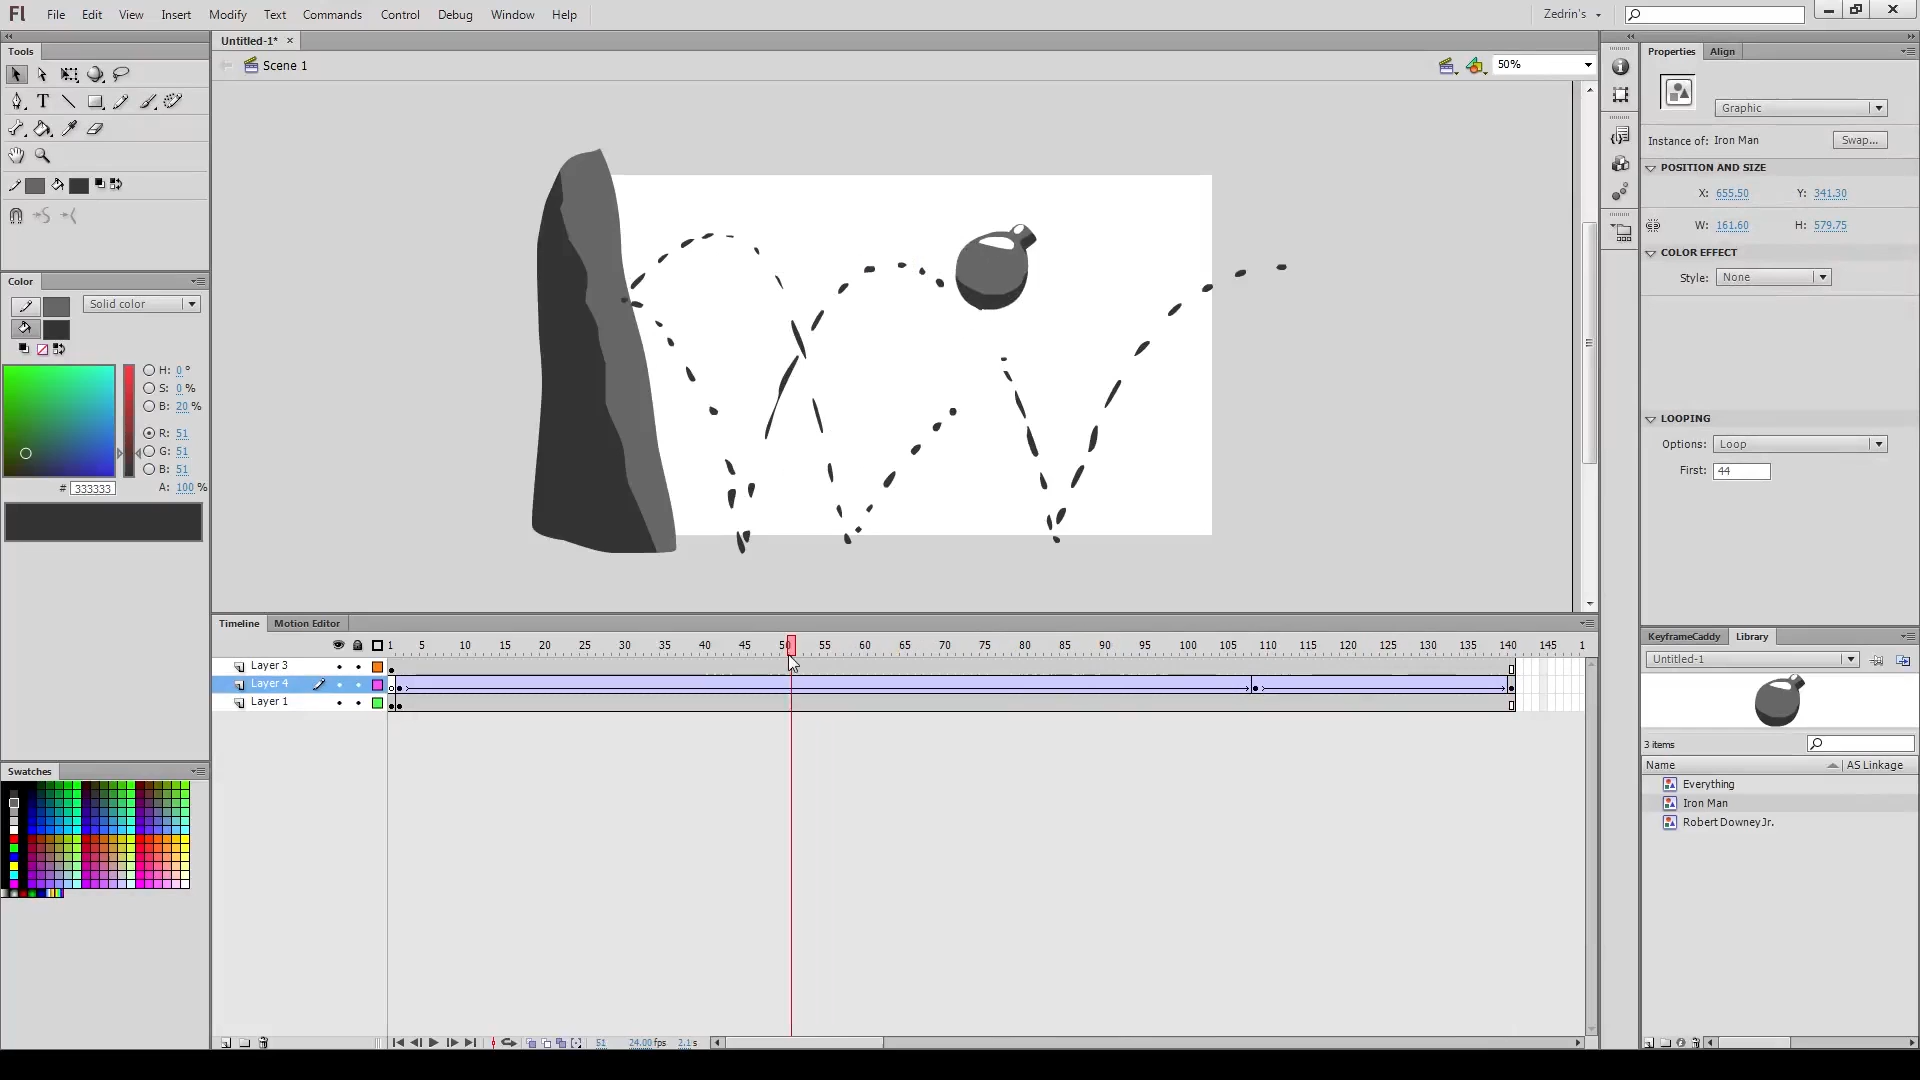 Fl File Edit View Insert Modify Text Commands Control Debug Window Help Zedrin's
Tools
Untitled-1*
Properties Align
Scene 1
50%
Graphic
Instance of: Iron Man Swap...
POSITION AND SIZE
X: 655.50 Y: 341.30
W: 161.60 H: 579.75
COLOR EFFECT
Style: None
LOOPING
Options: Loop
First: 44
Color
Solid color
H: 0 °
S: 0 %
B: 20 %
R: 51
G: 51
B: 51
# 333333 A: 100 %
Swatches
Timeline Motion Editor
1 5 10 15 20 25 30 35 40 45 50 55 60 65 70 75 80 85 90 95 100 105 110 115 120 125 130 135 140 145 1
Layer 3
Layer 4
Layer 1
51 24.00 fps 2.1 s
KeyframeCaddy Library
Untitled-1
3 items
Name AS Linkage
Everything
Iron Man
Robert DowneyJr.